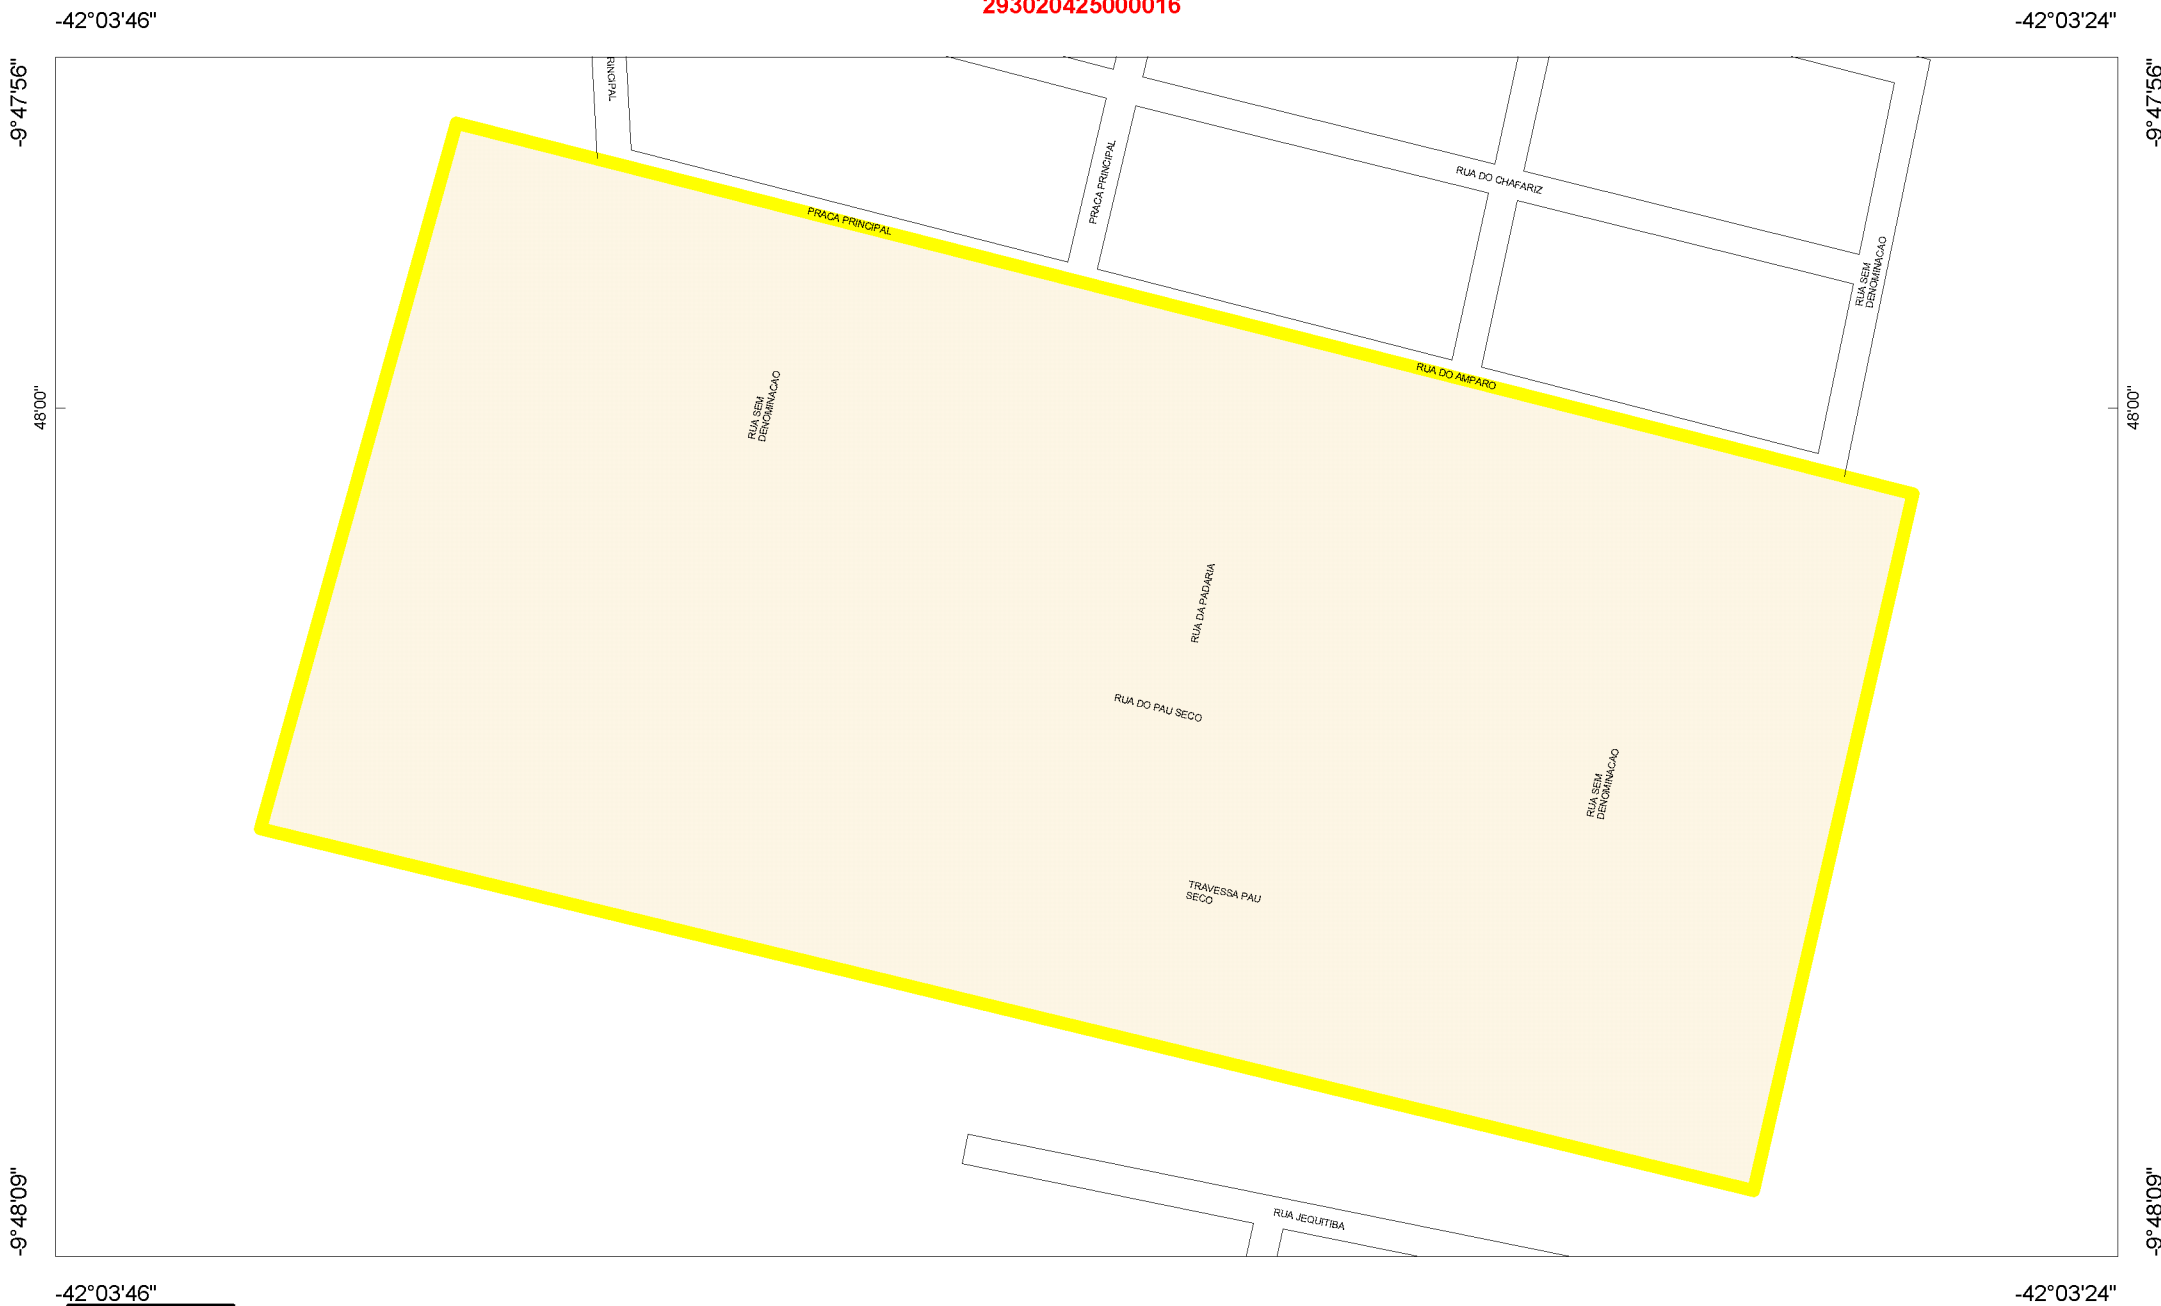 293020425000016
-42°03'46"
-42°03'24"
-9°47'56"
-9°47'56"
RINCIPAL
PRACA PRINCIPAL
RUA DO CHAFARIZ
PRACA PRINCIPAL
RUA SEM
DENOMINACAO
RUA DO AMPARO
48'00"
48'00"
RUA SEM
DENOMINACAO
RUA DA PADARIA
RUA DO PAU SECO
RUA SEM
DENOMINACAO
TRAVESSA PAU
SECO
RUA JEQUITIBA
-9°48'09"
-9°48'09"
-42°03'46"
-42°03'24"